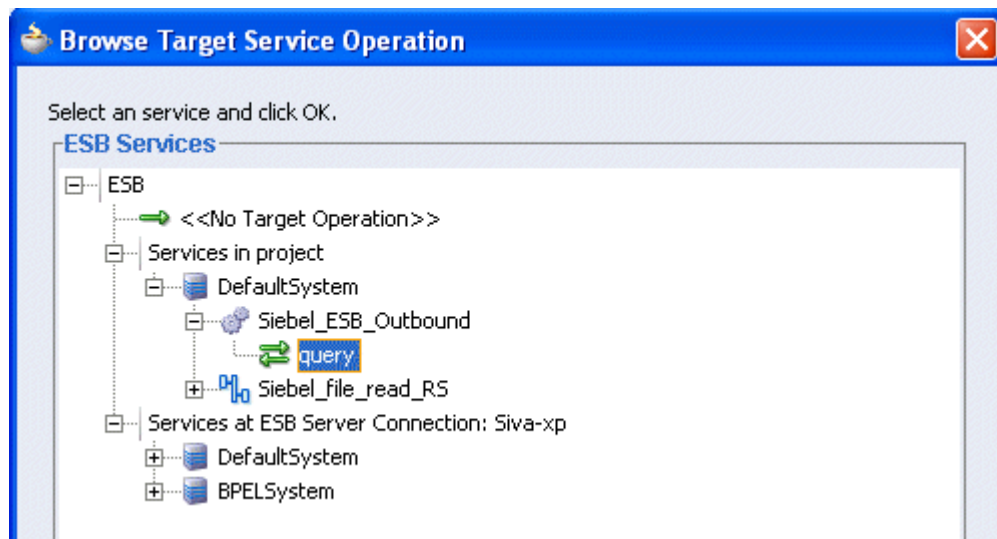 Browse Target Service Operation
Select an service and click OK.
ESB Services
ESB
<<No Target Operation>>
Services in project
DefaultSystem
Siebel_ESB_Outbound
query
Siebel_file_read_RS
Services at ESB Server Connection: Siva-xp
DefaultSystem
BPELSystem